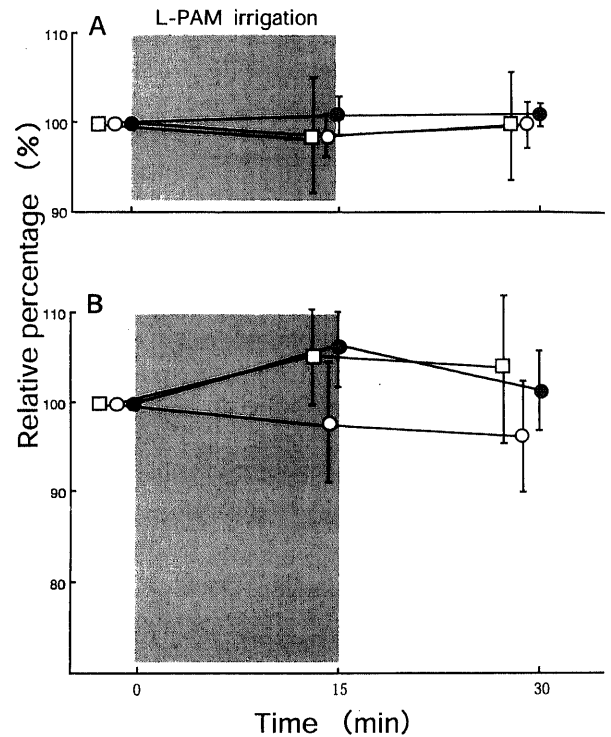 A
L-PAM irrigation
110
100
90
Relative percentage (%)
B
110
100
90
80
0
15
30
Time (min)